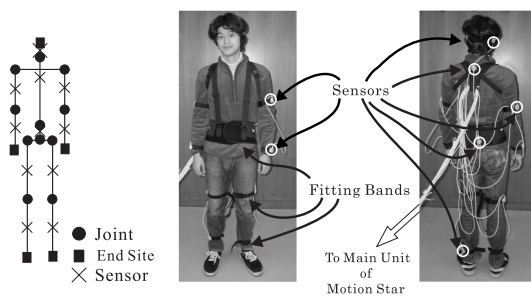 Joint
End Site
Sensor
Sensors
Fitting Bands
To Main Unit
of
Motion Star